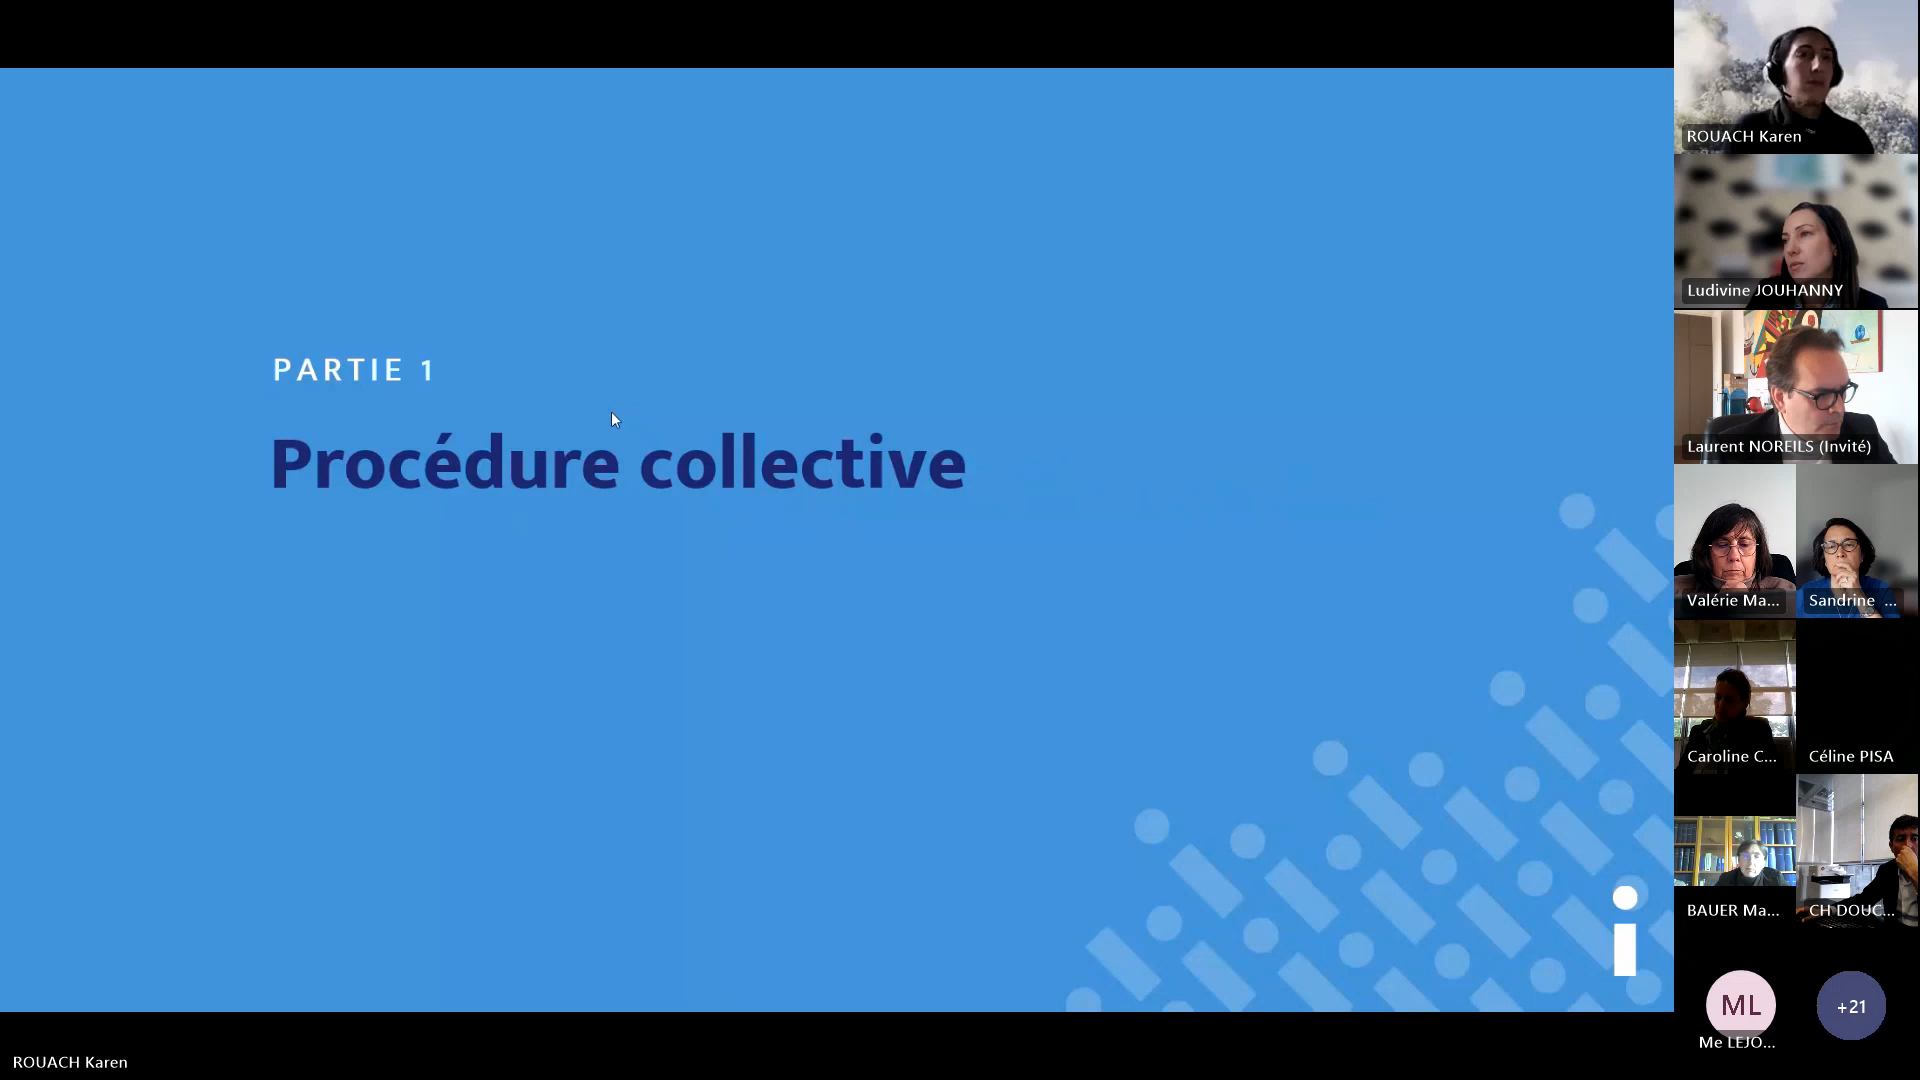 PARTIE 1
Procédure collective
ROUACH Karen
ROUACH Karen
Ludivine JOUHANNY
Laurent NOREILS (Invité)
Valérie Ma...
Sandrine ...
Caroline C...
Céline PISA
BAUER Ma...
CH DOUC...
ML
Me LEJO...
+21